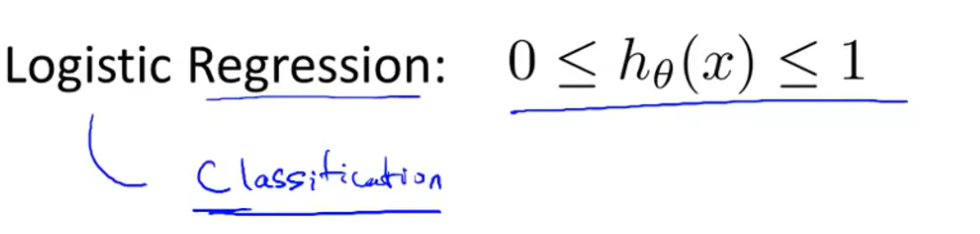 Logistic Regression: 0 ≤ hθ(x) ≤ 1
Classification